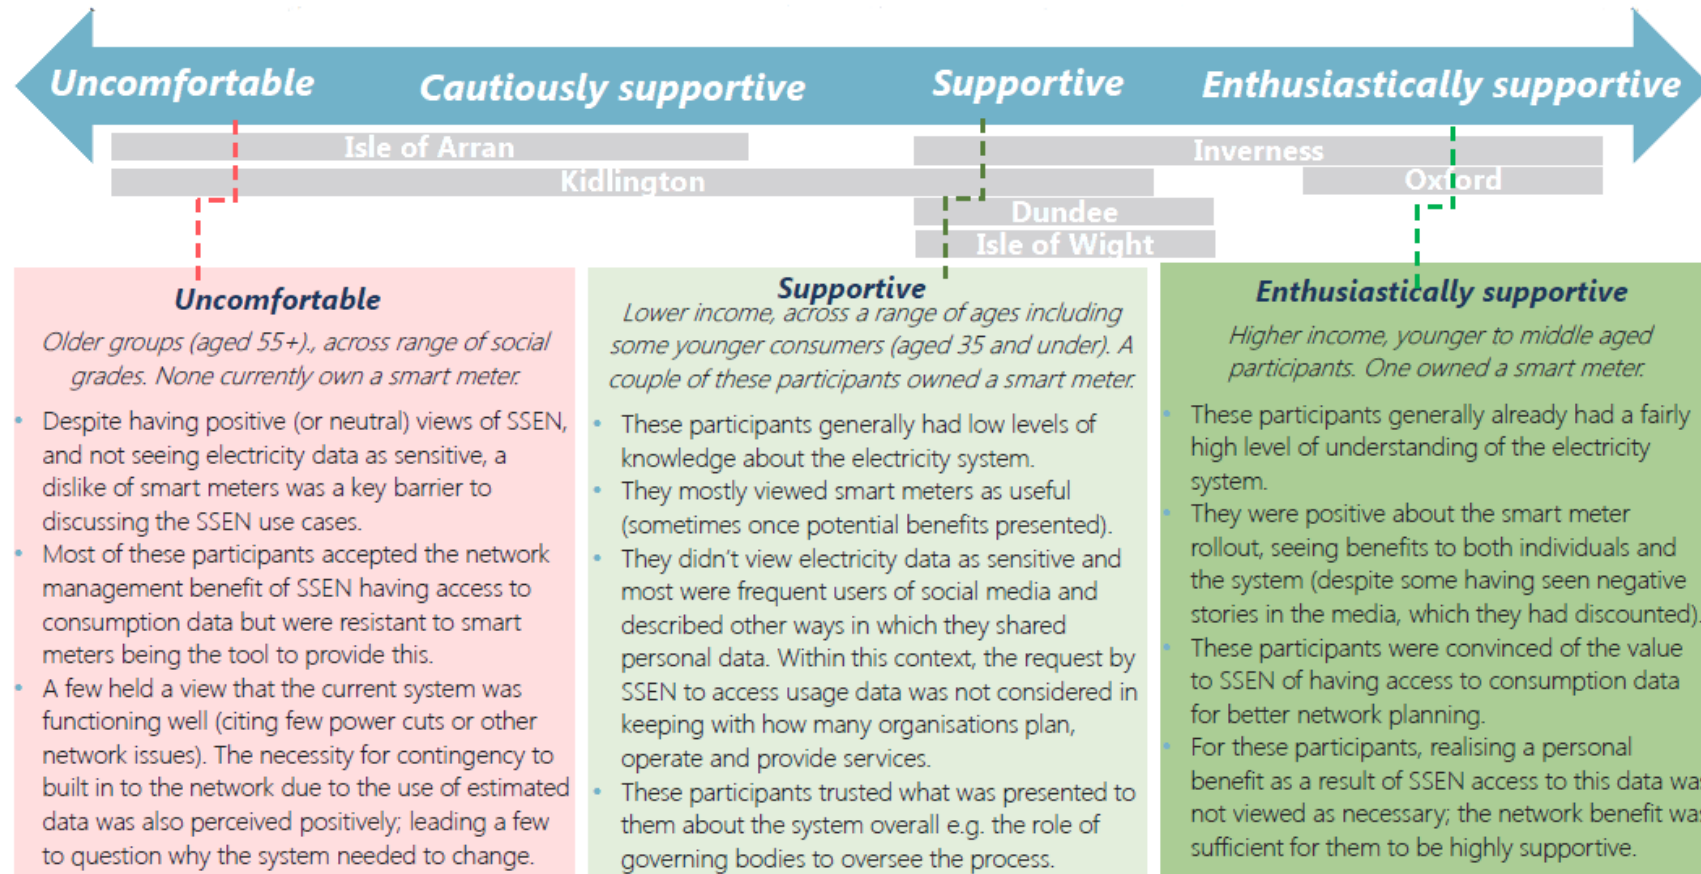 Uncomfortable
Cautiously supportive
Supportive
Enthusiastically supportive
Isle of Arran
Inverness
Kidlington
Oxford
Dundee
Isle of Wight
Uncomfortable
Older groups (aged 55+)., across range of social
grades. None currently own a smart meter.
• Despite having positive (or neutral) views of SSEN,
and not seeing electricity data as sensitive, a
dislike of smart meters was a key barrier to
discussing the SSEN use cases.
• Most of these participants accepted the network
management benefit of SSEN having access to
consumption data but were resistant to smart
meters being the tool to provide this.
• A few held a view that the current system was
functioning well (citing few power cuts or other
network issues). The necessity for contingency to
built in to the network due to the use of estimated
data was also perceived positively; leading a few
to question why the system needed to change.
Supportive
Lower income, across a range of ages including
some younger consumers (aged 35 and under). A
couple of these participants owned a smart meter.
• These participants generally had low levels of
knowledge about the electricity system.
• They mostly viewed smart meters as useful
(sometimes once potential benefits presented).
• They didn't view electricity data as sensitive and
most were frequent users of social media and
described other ways in which they shared
personal data. Within this context, the request by
SSEN to access usage data was not considered in
keeping with how many organisations plan,
operate and provide services.
• These participants trusted what was presented to
them about the system overall e.g. the role of
governing bodies to oversee the process.
Enthusiastically supportive
Higher income, younger to middle aged
participants. One owned a smart meter.
• These participants generally already had a fairly
high level of understanding of the electricity
system.
• They were positive about the smart meter
rollout, seeing benefits to both individuals and
the system (despite some having seen negative
stories in the media, which they had discounted).
• These participants were convinced of the value
to SSEN of having access to consumption data
for better network planning.
• For these participants, realising a personal
benefit as a result of SSEN access to this data was
not viewed as necessary; the network benefit was
sufficient for them to be highly supportive.